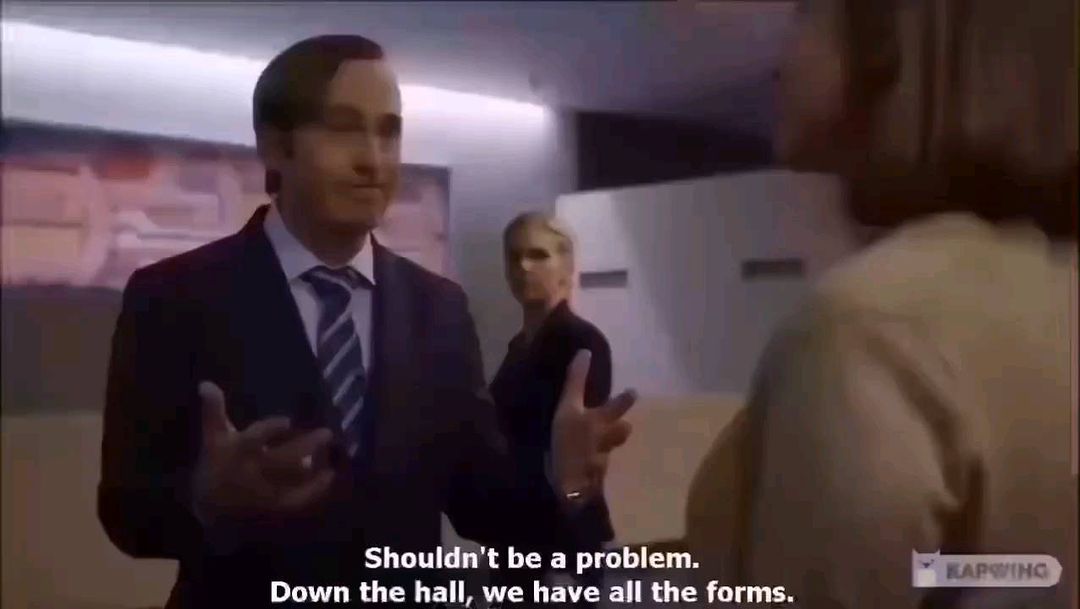 Shouldn't be a problem.
Down the hall, we have all the forms.
KAPWING